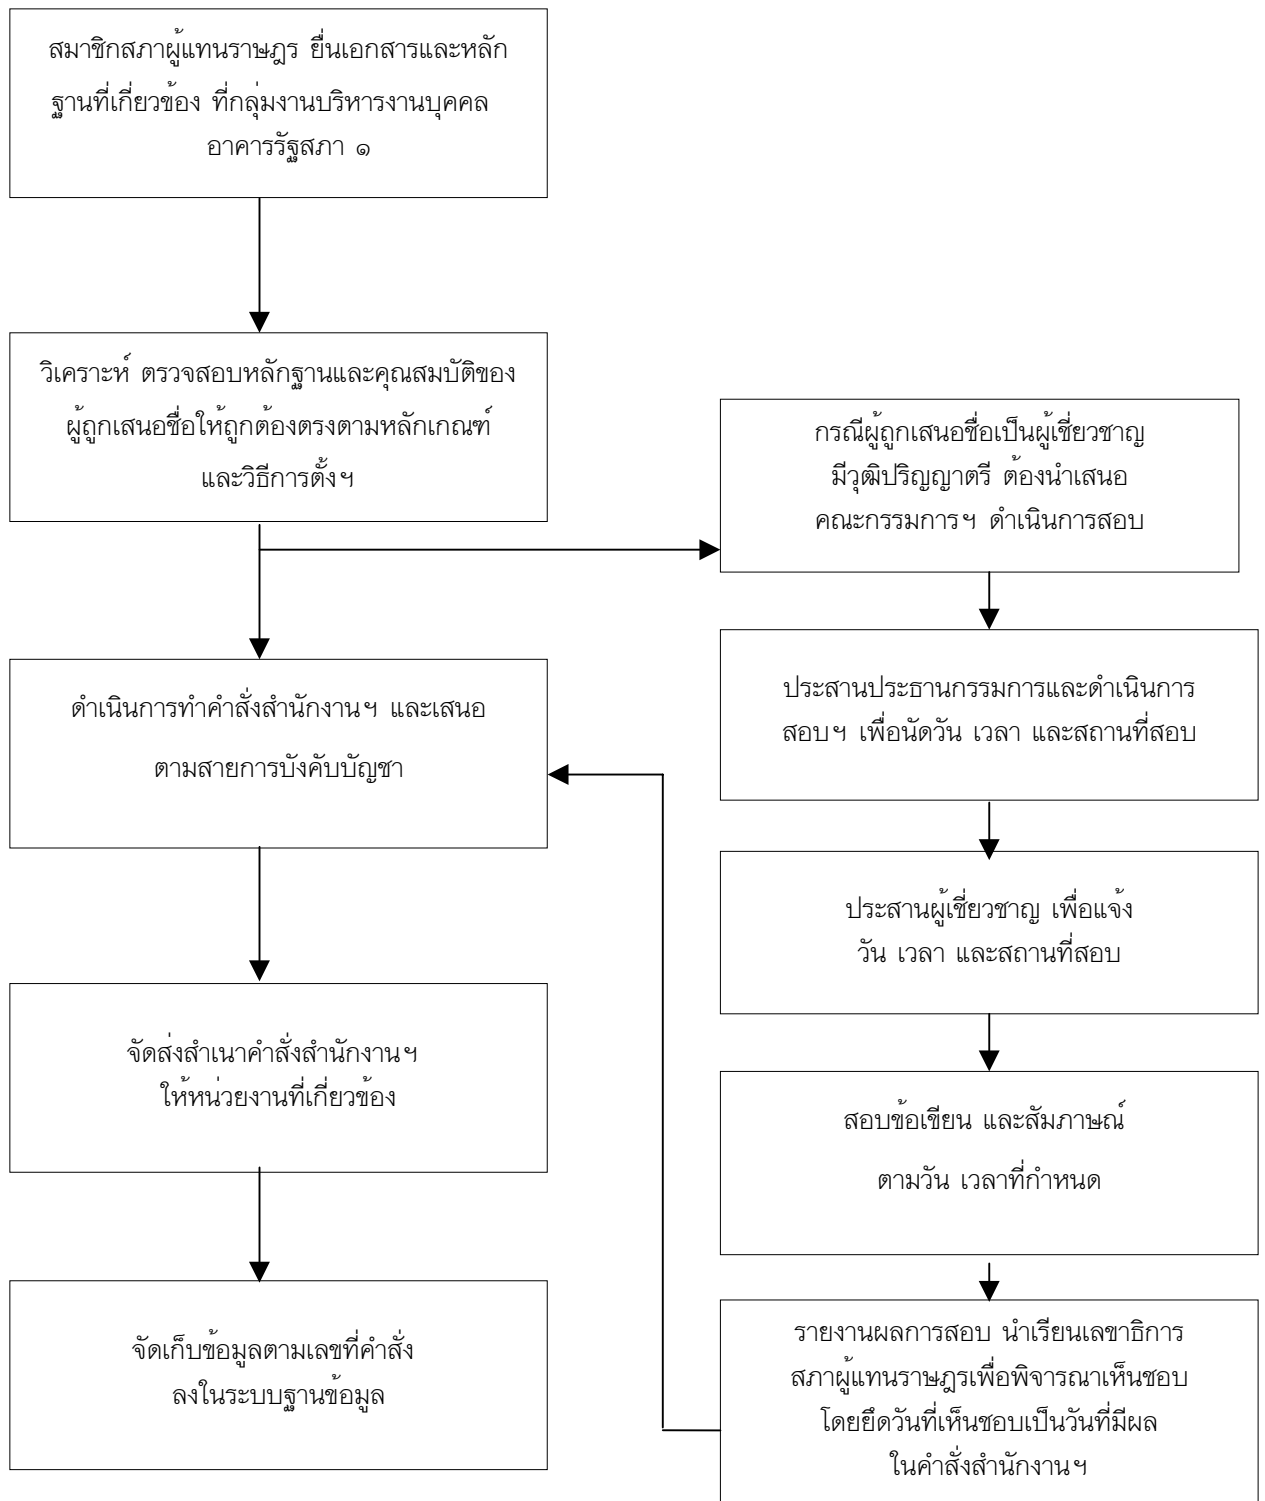 สมาชิกสภาผู้แทนราษฎร ยื่นเอกสารและหลัก
ฐานที่เกี่ยวข้อง ที่กลุ่มงานบริหารงานบุคคล
อาคารรัฐสภา ๑
วิเคราะห์ ตรวจสอบหลักฐานและคุณสมบัติของ
ผู้ถูกเสนอชื่อให้ถูกต้องตรงตามหลักเกณฑ์
และวิธีการตั้งฯ
ดำเนินการทำคำสั่งสำนักงานฯ และเสนอ
ตามสายการบังคับบัญชา
จัดส่งสำเนาคำสั่งสำนักงานฯ
ให้หน่วยงานที่เกี่ยวข้อง
จัดเก็บข้อมูลตามเลขที่คำสั่ง
ลงในระบบฐานข้อมูล
กรณีผู้ถูกเสนอชื่อเป็นผู้เชี่ยวชาญ
มีวุฒิปริญญาตรี ต้องนำเสนอ
คณะกรรมการฯ ดำเนินการสอบ
ประสานประธานกรรมการและดำเนินการ
สอบฯ เพื่อนัดวัน เวลา และสถานที่สอบ
ประสานผู้เชี่ยวชาญ เพื่อแจ้ง
วัน เวลา และสถานที่สอบ
สอบข้อเขียน และสัมภาษณ์
ตามวัน เวลาที่กำหนด
รายงานผลการสอบ นำเรียนเลขาธิการ
สภาผู้แทนราษฎรเพื่อพิจารณาเห็นชอบ
โดยยึดวันที่เห็นชอบเป็นวันที่มีผล
ในคำสั่งสำนักงานฯ